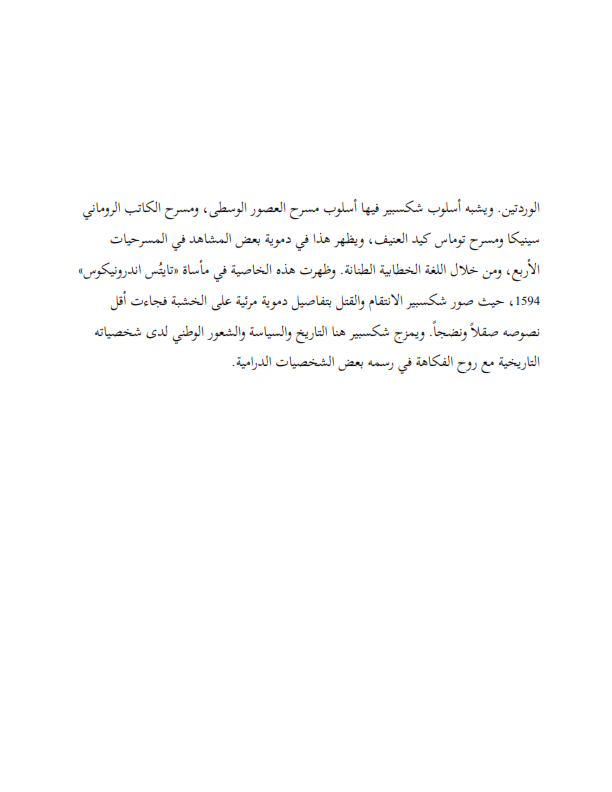 الوردتين. ويشبه أسلوب شكسبير فيها أسلوب مسرح العصور الوسطى، ومسرح الكاتب الروماني
سينيكا ومسرح توماس كيد العنيف، ويظهر هذا في دموية بعض المشاهد في المسرحيات
الأربع، ومن خلال اللغة الخطابية الطنانة. وظهرت هذه الخاصية في مأساة «تايتُس اندرونيكوس»
1594، حيث صور شكسبير الانتقام والقتل بتفاصيل دموية مرئية على الخشبة فجاءت أقل
نصوصه صقلاً ونضجاً. ويمزج شكسبير هنا التاريخ والسياسة والشعور الوطني لدى شخصياته
التاريخية مع روح الفكاهة في رسمه بعض الشخصيات الدرامية.